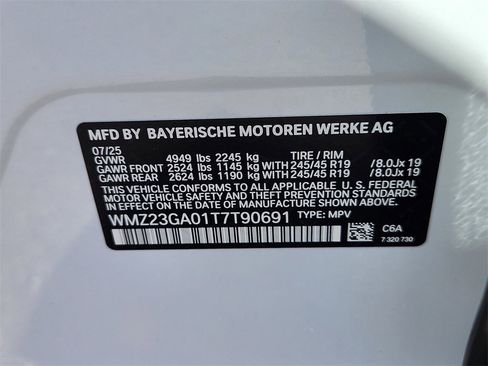 MFD BY BAYERISCHE MOTOREN WERKE AG
07/25
GVWR 4949 lbs 2245 kg TIRE / RIM
GAWR FRONT 2524 lbs 1145 kg WITH 245/45 R19 / 8.0Jx 19
GAWR REAR 2624 lbs 1190 kg WITH 245/45 R19 / 8.0Jx 19
THIS VEHICLE CONFORMS TO ALL APPLICABLE U. S. FEDERAL
MOTOR VEHICLE SAFETY, BUMPER, AND THEFT PREVENTION
STANDARDS IN EFFECT ON THE DATE OF MANUFACTURE SHOWN ABOVE.
WMZ23GA01T7T90691 TYPE: MPV
C6A
7 320 730